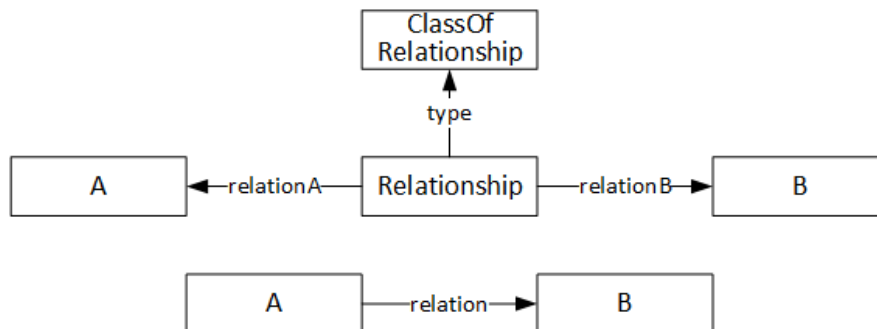 ClassOf
Relationship
type
A
relationA
Relationship
relationB
B
A
relation
B